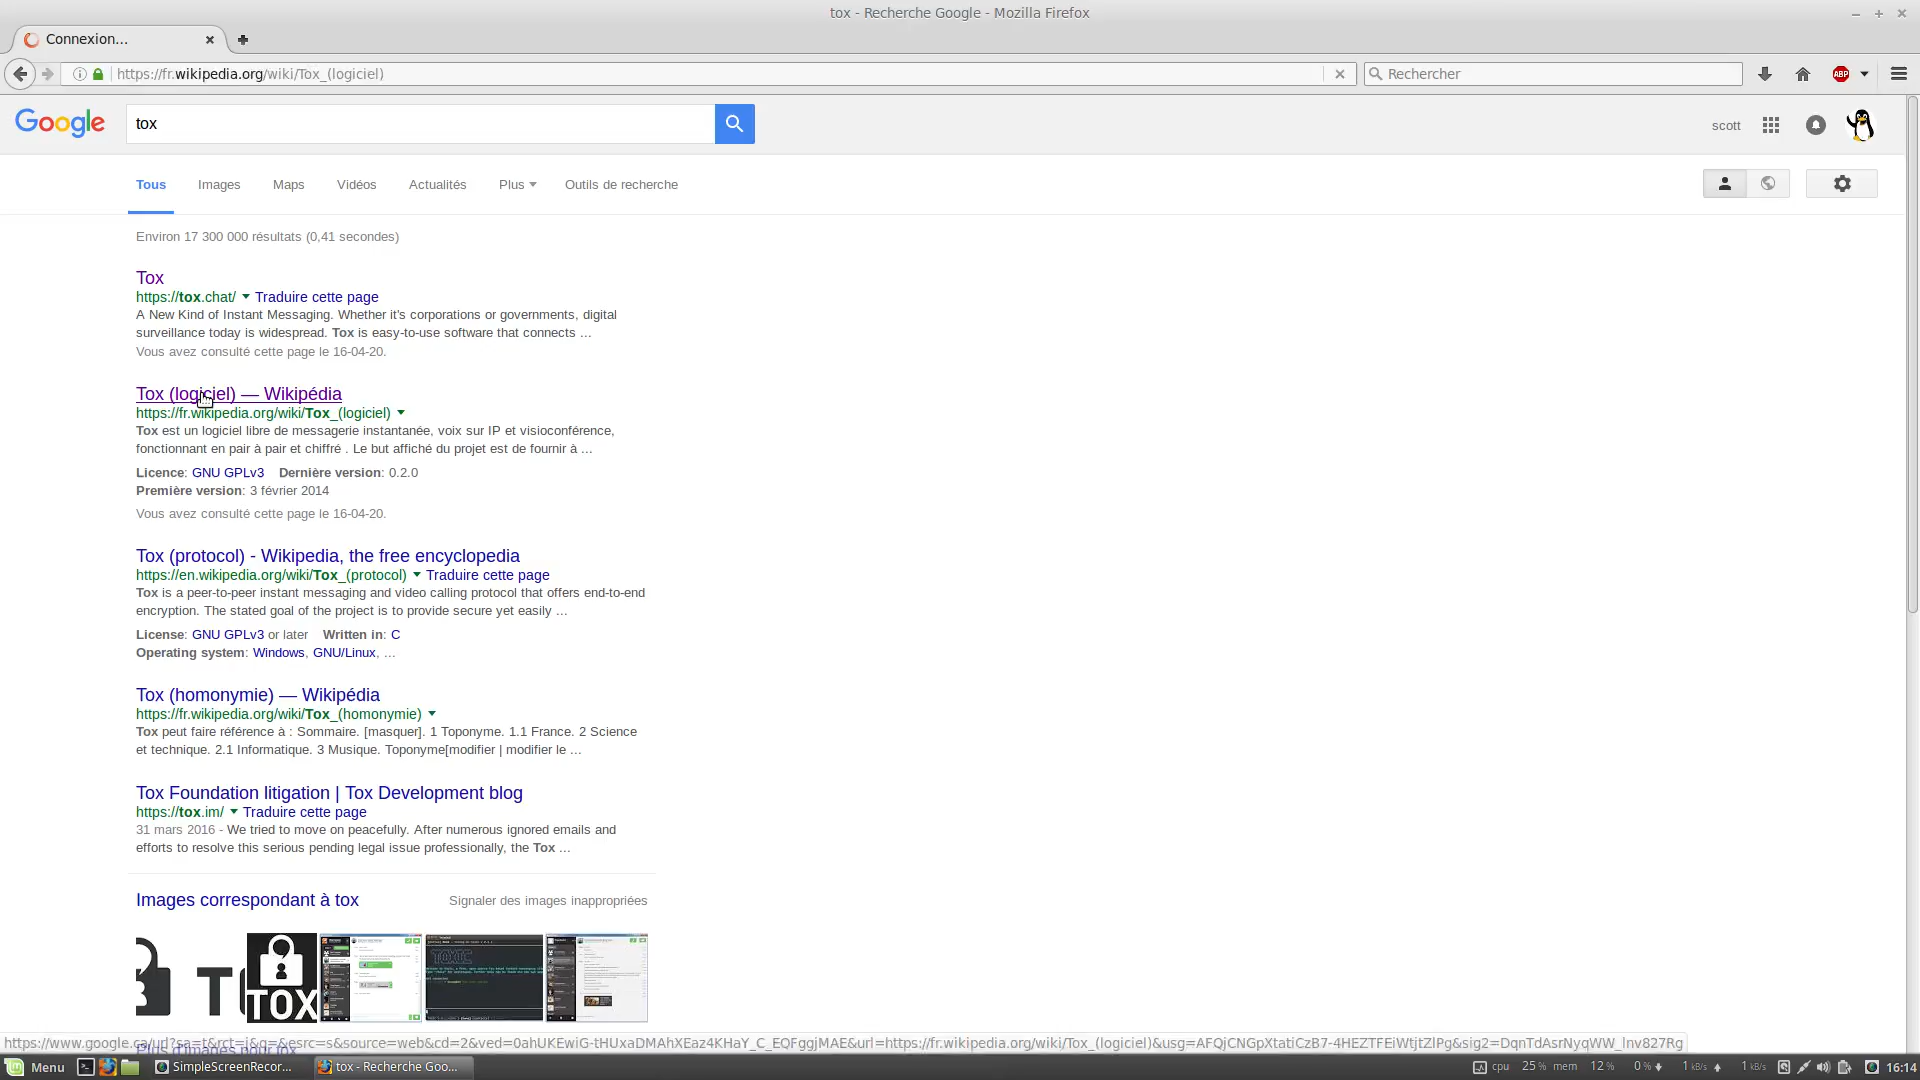 tox - Recherche Google - Mozilla Firefox
Connexion...
https://fr.wikipedia.org/wiki/Tox_(logiciel)
Rechercher
ABP
Google
tox
scott
Tous Images Maps Vidéos Actualités Plus Outils de recherche
Environ 17 300 000 résultats (0,41 secondes)
Tox
https://tox.chat/ Traduire cette page
A New Kind of Instant Messaging. Whether it's corporations or governments, digital
surveillance today is widespread. Tox is easy-to-use software that connects ...
Vous avez consulté cette page le 16-04-20.
Tox (logiciel) — Wikipédia
https://fr.wikipedia.org/wiki/Tox_(logiciel)
Tox est un logiciel libre de messagerie instantanée, voix sur IP et visioconférence,
fonctionnant en pair à pair et chiffré . Le but affiché du projet est de fournir à ...
Licence: GNU GPLv3 Dernière version: 0.2.0
Première version: 3 février 2014
Vous avez consulté cette page le 16-04-20.
Tox (protocol) - Wikipedia, the free encyclopedia
https://en.wikipedia.org/wiki/Tox_(protocol) Traduire cette page
Tox is a peer-to-peer instant messaging and video calling protocol that offers end-to-end
encryption. The stated goal of the project is to provide secure yet easily ...
License: GNU GPLv3 or later Written in: C
Operating system: Windows, GNU/Linux, ...
Tox (homonymie) — Wikipédia
https://fr.wikipedia.org/wiki/Tox_(homonymie)
Tox peut faire référence à : Sommaire. [masquer]. 1 Toponyme. 1.1 France. 2 Science
et technique. 2.1 Informatique. 3 Musique. Toponyme[modifier | modifier le ...
Tox Foundation litigation | Tox Development blog
https://tox.im/ Traduire cette page
31 mars 2016 - We tried to move on peacefully. After numerous ignored emails and
efforts to resolve this serious pending legal issue professionally, the Tox ...
Images correspondant à tox Signaler des images inappropriées
TOX
TOXIC
Plus d'images pour tox
https://www.google.ca/url?sa=t&rct=j&q=&esrc=s&source=web&cd=2&ved=0ahUKEwiG-tHUxaDMAhXEaz4KHaY_C_EQFggjMAE&url=https://fr.wikipedia.org/wiki/Tox_(logiciel)&usg=AFQjCNGpXtatiCzB7-4HEZTFEiWtjtZlPg&sig2=DqnTdAsrNyqWW_lnv827Rg
Menu SimpleScreenRecor... tox - Recherche Goo... cpu 25 % mem 12 % 0 % 1 kB/s 1 kB/s 16:14